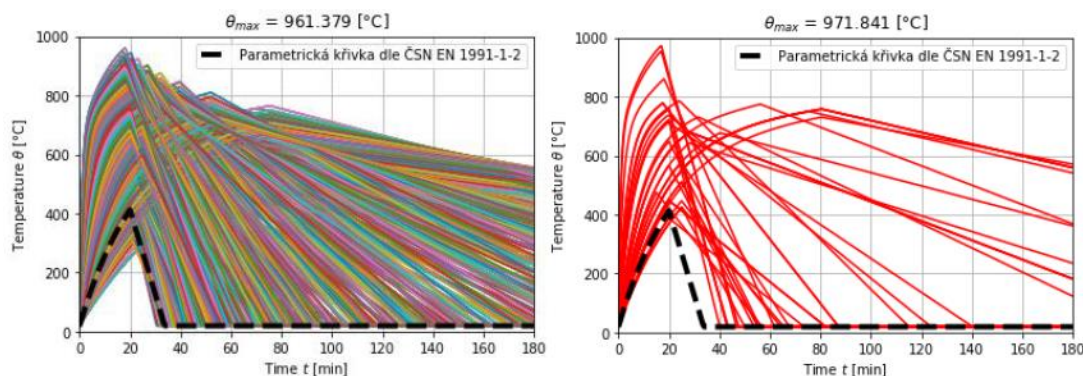 θmax = 961.379 [°C]
1000
800
600
400
200
0
Temperature θ [°C]
Parametrická křivka dle ČSN EN 1991-1-2
0 20 40 60 80 100 120 140 160 180
Time t [min]
θmax = 971.841 [°C]
1000
800
600
400
200
0
Temperature θ [°C]
Parametrická křivka dle ČSN EN 1991-1-2
0 20 40 60 80 100 120 140 160 180
Time t [min]